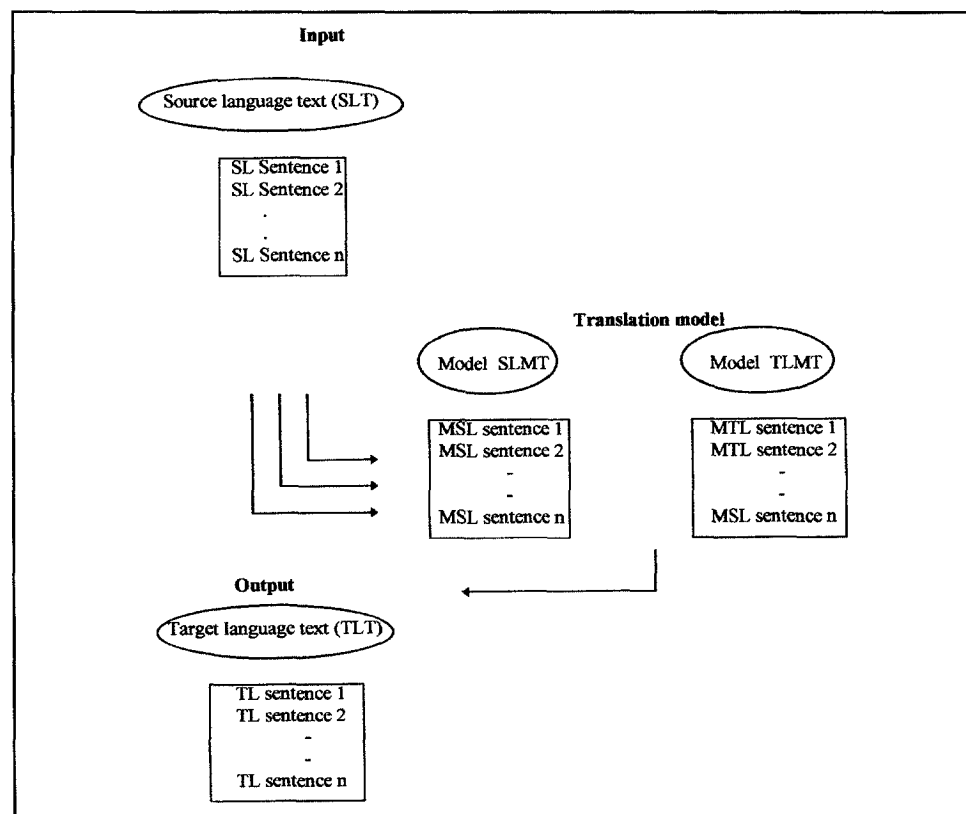 Input
Source language text (SLT)
SL Sentence 1
SL Sentence 2
.
.
SL Sentence n
Translation model
Model SLMT
Model TLMT
MSL sentence 1
MSL sentence 2
-
-
MSL sentence n
MTL sentence 1
MTL sentence 2
-
-
MSL sentence n
Output
Target language text (TLT)
TL sentence 1
TL sentence 2
-
-
TL sentence n